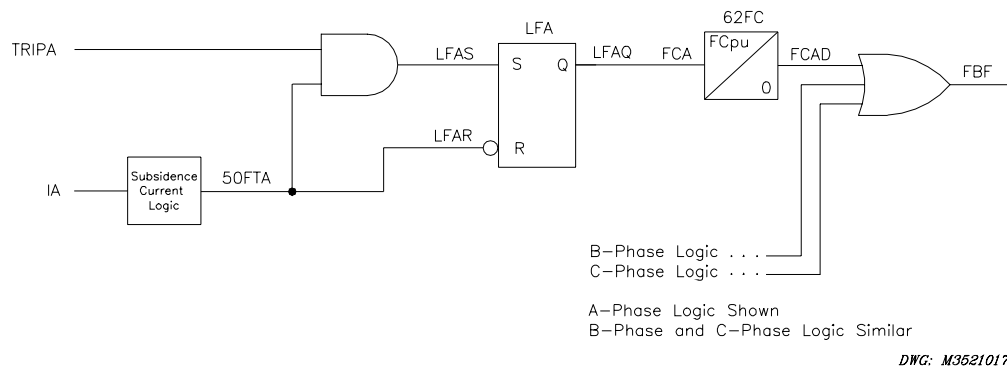 62FC
LFA
FCpu
TRIPA
LFAS
S
Q
LFAQ
FCA
FCAD
FBF
O
LFAR
R
Subsidence
Current
Logic
50FTA
IA
B-Phase Logic . . .
C-Phase Logic . . .
A-Phase Logic Shown
B-Phase and C-Phase Logic Similar
DWG: M3521017